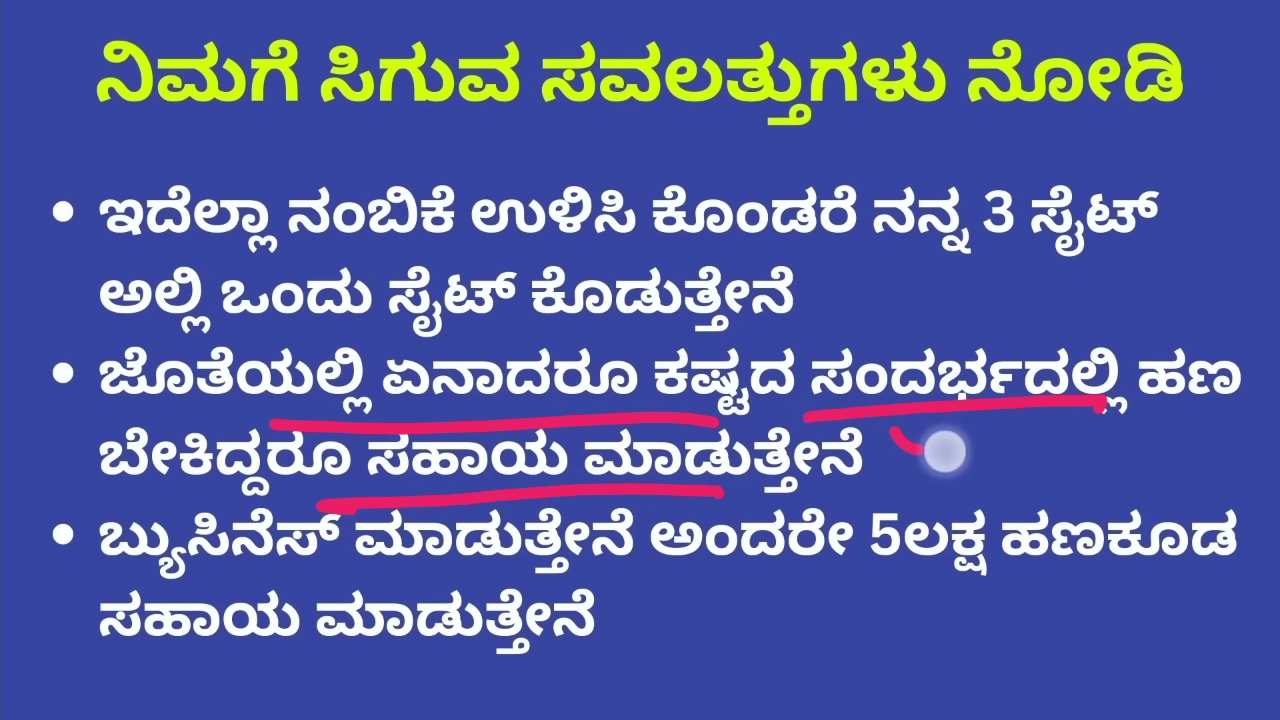 ನಿಮಗೆ ಸಿಗುವ ಸವಲತ್ತುಗಳು ನೋಡಿ
• ಇದೆಲ್ಲಾ ನಂಬಿಕೆ ಉಳಿಸಿ ಕೊಂಡರೆ ನನ್ನ 3 ಸೈಟ್
ಅಲ್ಲಿ ಒಂದು ಸೈಟ್ ಕೊಡುತ್ತೇನೆ
• ಜೊತೆಯಲ್ಲಿ ಏನಾದರೂ ಕಷ್ಟದ ಸಂದರ್ಭದಲ್ಲಿ ಹಣ
ಬೇಕಿದ್ದರೂ ಸಹಾಯ ಮಾಡುತ್ತೇನೆ
• ಬ್ಯುಸಿನೆಸ್ ಮಾಡುತ್ತೇನೆ ಅಂದರೇ 5ಲಕ್ಷ ಹಣಕೂಡ
ಸಹಾಯ ಮಾಡುತ್ತೇನೆ